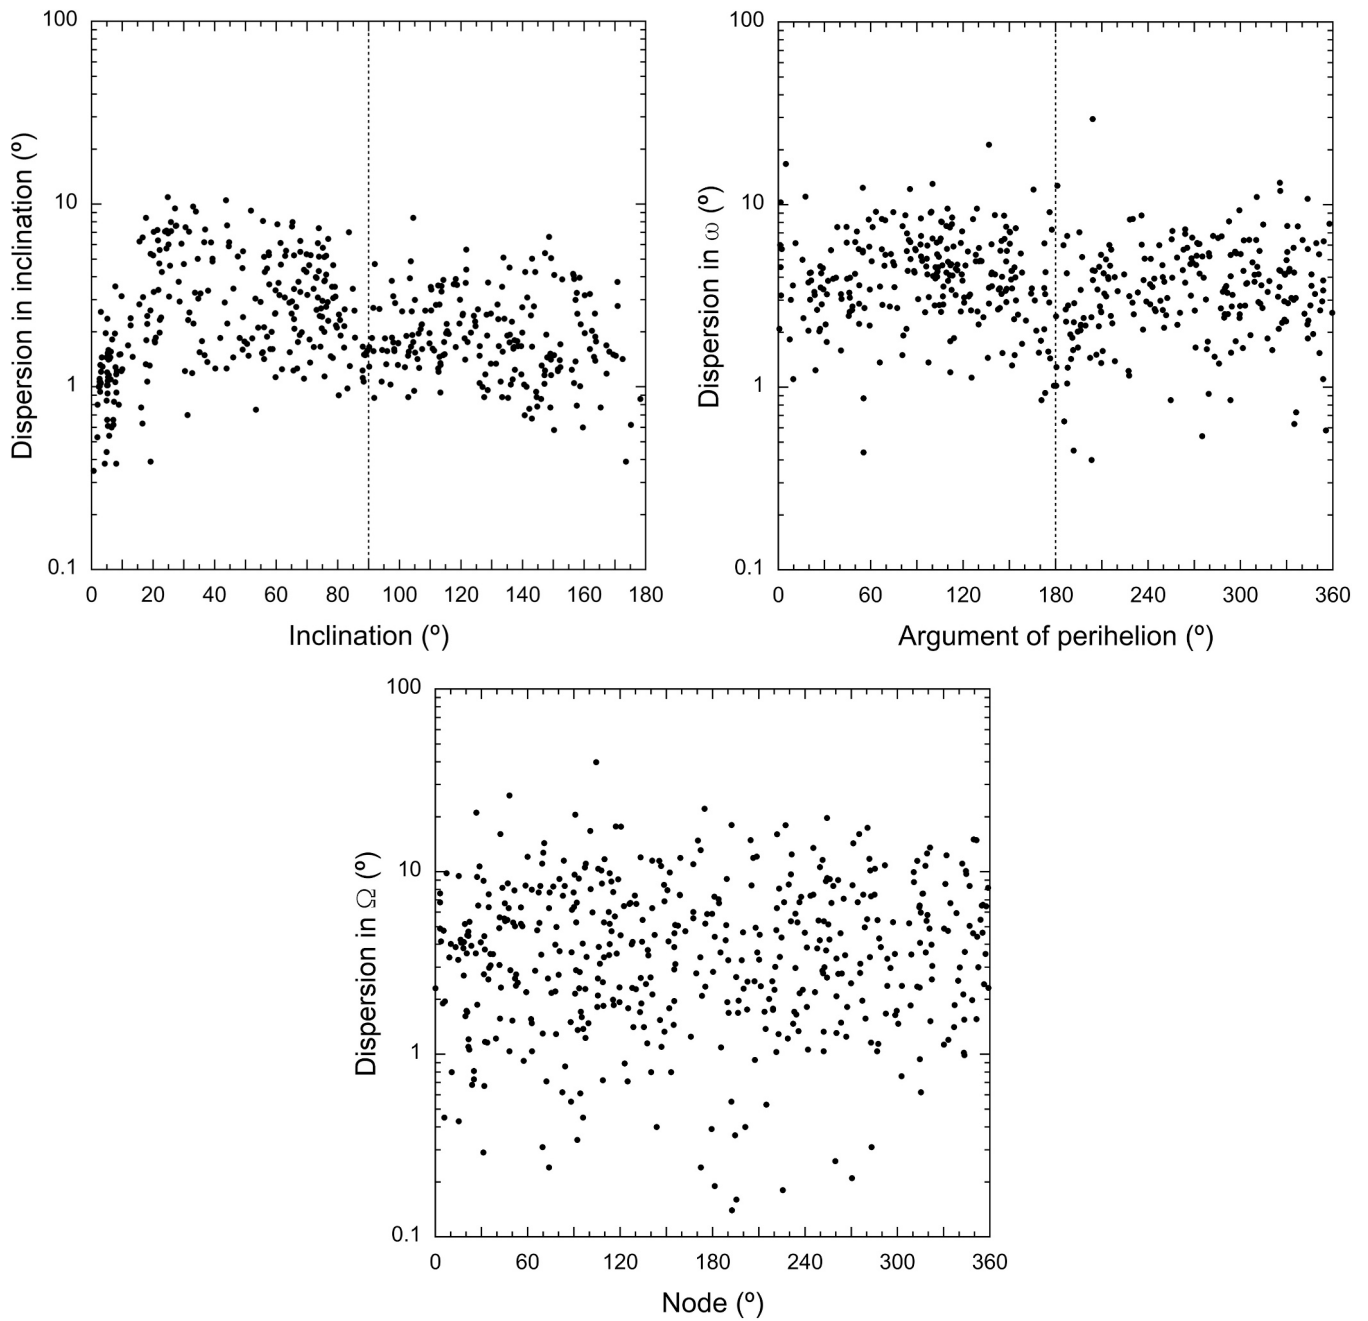 100
10
1
0.1
Dispersion in inclination (º)
0 20 40 60 80 100 120 140 160 180
Inclination (º)
100
10
1
0.1
Dispersion in ω (º)
0 60 120 180 240 300 360
Argument of perihelion (º)
100
10
1
0.1
Dispersion in Ω (º)
0 60 120 180 240 300 360
Node (º)